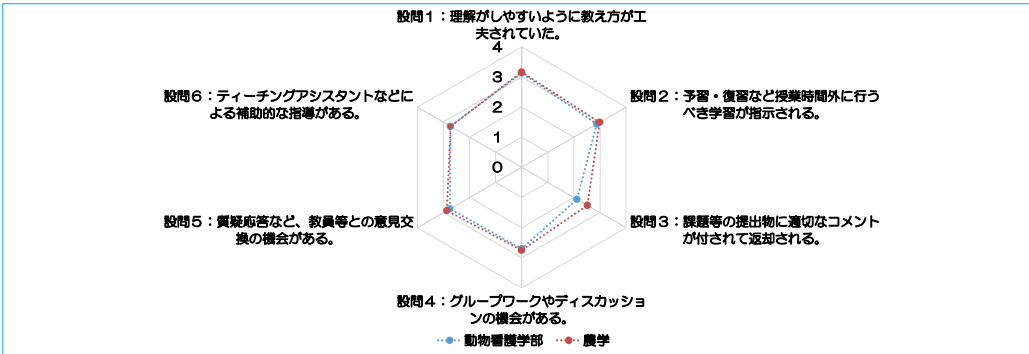 設問１：理解がしやすいように教え方が工
夫されていた。
4
3
2
1
0
設問２：予習・復習など授業時間外に行う
べき学習が指示される。
設問３：課題等の提出物に適切なコメント
が付されて返却される。
設問４：グループワークやディスカッショ
ンの機会がある。
設問５：質疑応答など、教員等との意見交
換の機会がある。
設問６：ティーチングアシスタントなどに
よる補助的な指導がある。
動物看護学部
農学